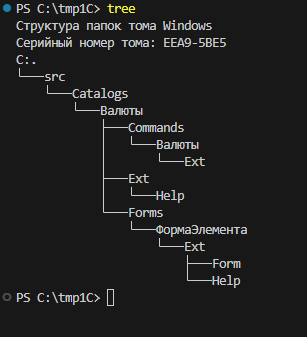 PS C:\tmp1C> tree
Структура папок тома Windows
Серийный номер тома: EEA9-5BE5
C:.
└───src
    └───Catalogs
        └───Валюты
            ├───Commands
            │   └───Валюты
            │       └───Ext
            ├───Ext
            │   └───Help
            └───Forms
                └───ФормаЭлемента
                    └───Ext
                        ├───Form
                        └───Help
PS C:\tmp1C>